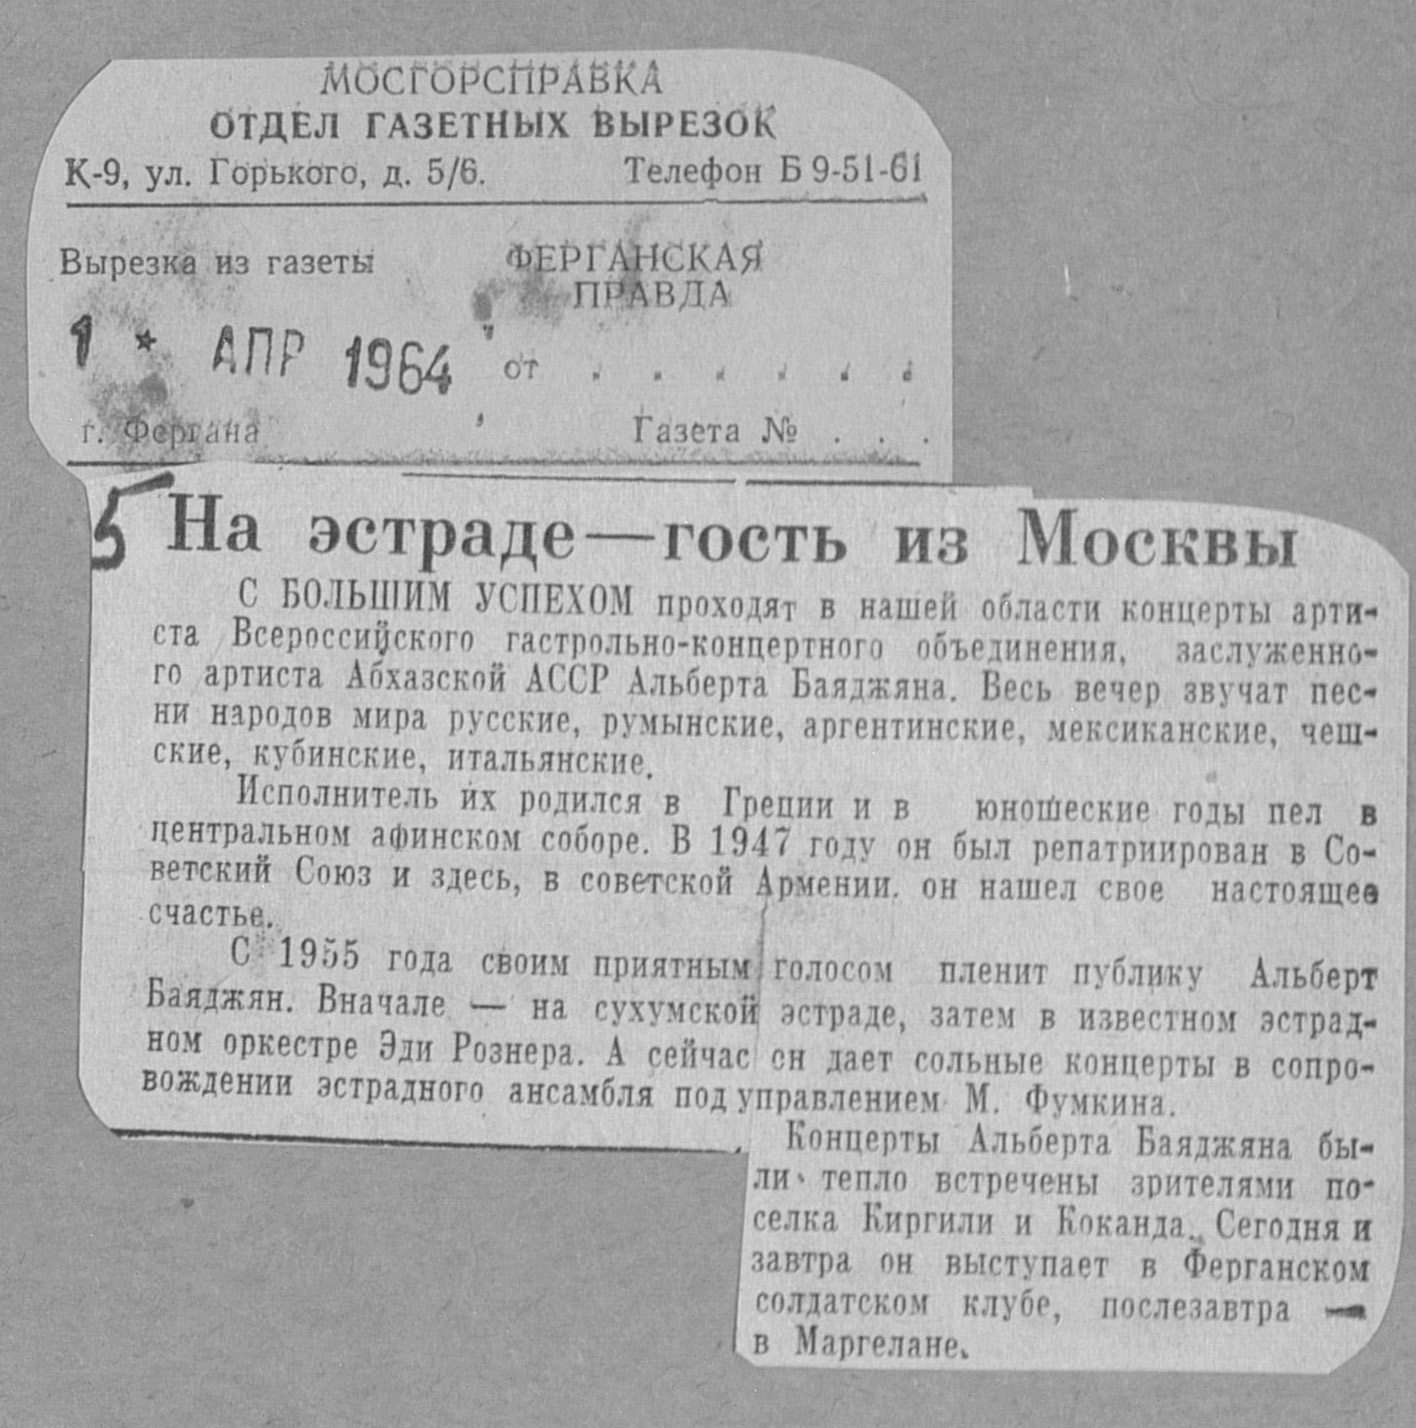 МОСГОРСПРАВКА
ОТДЕЛ ГАЗЕТНЫХ ВЫРЕЗОК
К-9, ул. Горького, д. 5/6. Телефон Б 9-51-61
Вырезка из газеты ФЕРГАНСКАЯ
ПРАВДА
1 * АПР 1964 от . . . . . .
г. Фергана Газета № . . .
5 На эстраде — гость из Москвы
С БОЛЬШИМ УСПЕХОМ проходят в нашей области концерты арти-
ста Всероссийского гастрольно-концертного объединения, заслуженно-
го артиста Абхазской АССР Альберта Баяджяна. Весь вечер звучат пес-
ни народов мира русские, румынские, аргентинские, мексиканские, чеш-
ские, кубинские, итальянские.
Исполнитель их родился в Греции и в юношеские годы пел в
центральном афинском соборе. В 1947 году он был репатриирован в Со-
ветский Союз и здесь, в советской Армении. он нашел свое настоящее
счастье.
С 1955 года своим приятным голосом пленит публику Альберт
Баяджян. Вначале — на сухумской эстраде, затем в известном эстрад-
ном оркестре Эди Рознера. А сейчас он дает сольные концерты в сопро-
вождении эстрадного ансамбля под управлением М. Фумкина.
Концерты Альберта Баяджяна бы-
ли тепло встречены зрителями по-
селка Киргили и Коканда. Сегодня и
завтра он выступает в Ферганском
солдатском клубе, послезавтра —
в Маргелане.